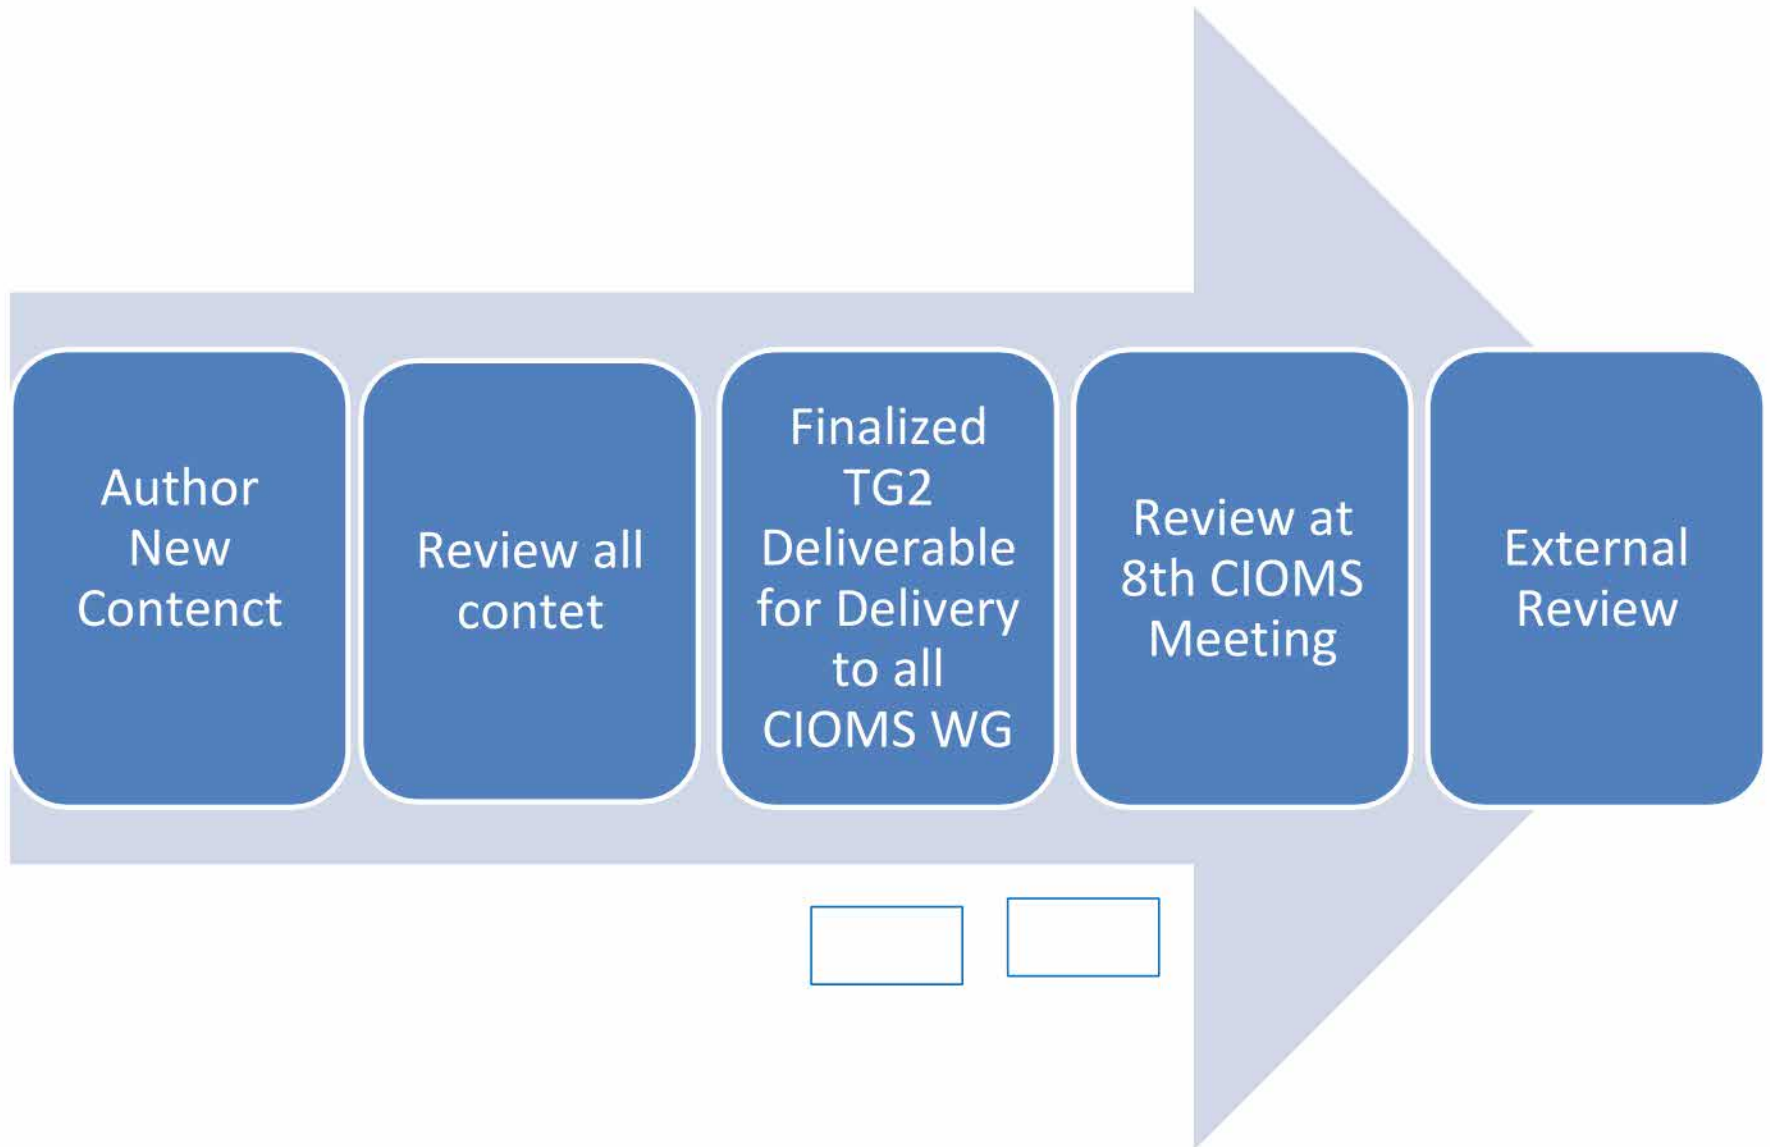 Author
New
Contenct
Review all
contet
Finalized
TG2
Deliverable
for Delivery
to all
CIOMS WG
Review at
8th CIOMS
Meeting
External
Review